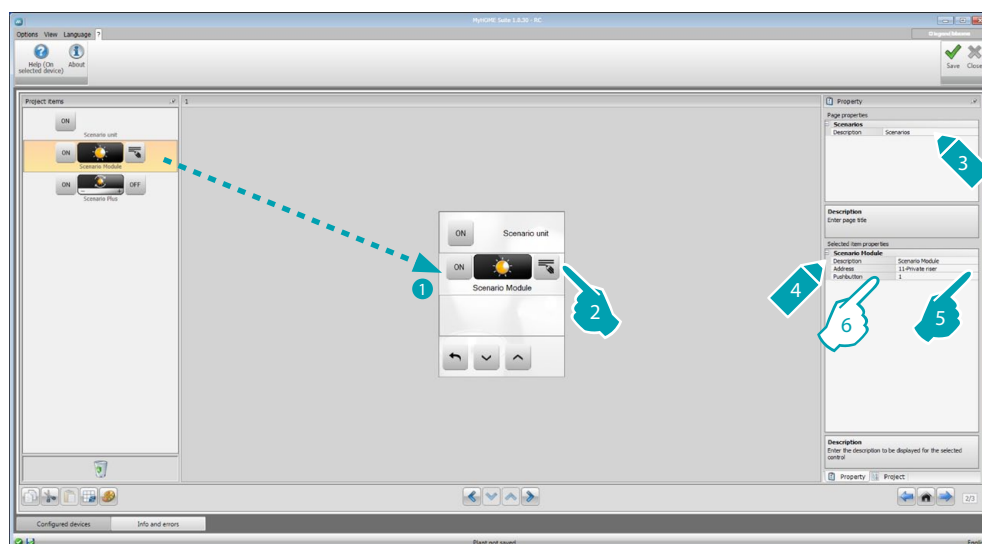 MyHOME Suite 1.0.20 - RC
Options View Language ?
Help (On selected device)
About
Save Close
Project items
1
Property
ON
Scenario unit
ON
Scenario Module
ON
OFF
Scenario Plus
Page properties
Scenarios
Description Scenarios
3
Description
Enter page title
Selected item properties
Scenario Module
Description Scenario Module
Address 11-Private riser
Pushbutton 1
4
5
6
ON Scenario unit
ON
Scenario Module
1
2
Description
Enter the description to be displayed for the selected
control
Property Project
2/3
Configured devices Info and errors
Plant not saved